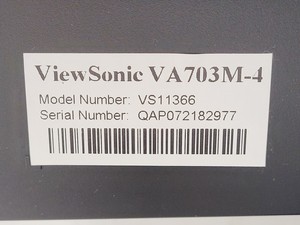 ViewSonic VA703M-4
Model Number: VS11366
Serial Number: QAP072182977